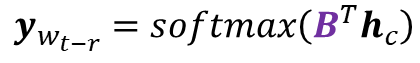 𝒚_{w_{t−r}} = softmax(𝑩^T 𝒉_c)